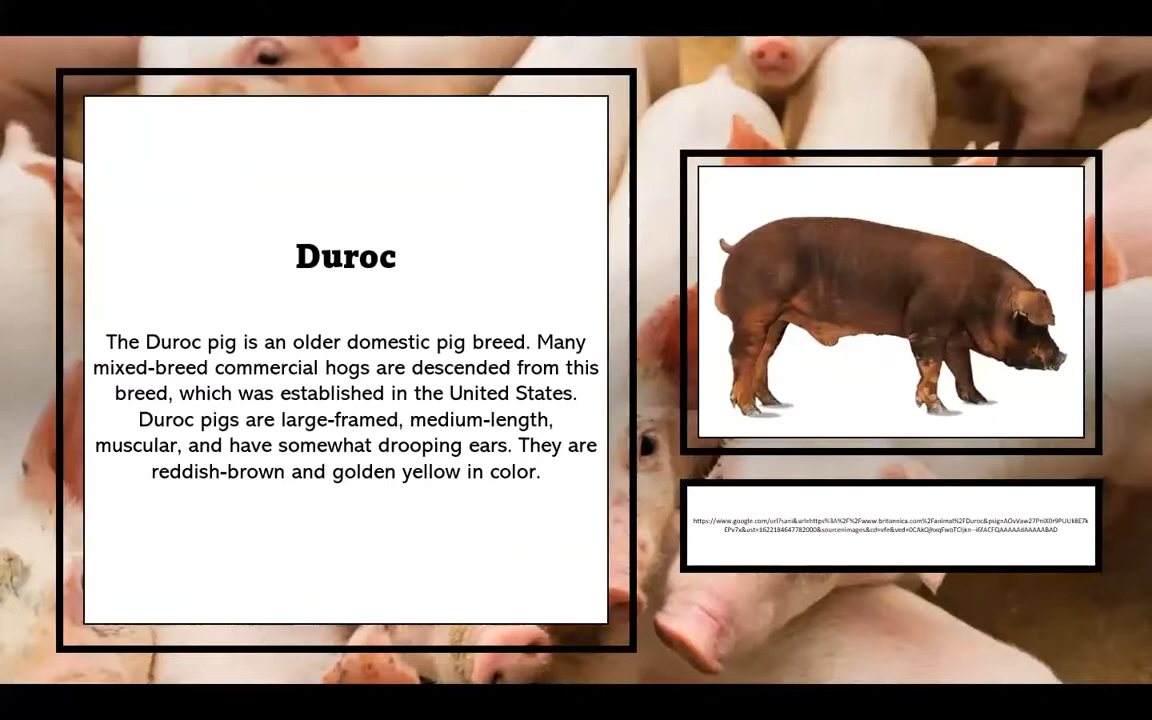 Duroc
The Duroc pig is an older domestic pig breed. Many
mixed-breed commercial hogs are descended from this
breed, which was established in the United States.
Duroc pigs are large-framed, medium-length,
muscular, and have somewhat drooping ears. They are
reddish-brown and golden yellow in color.